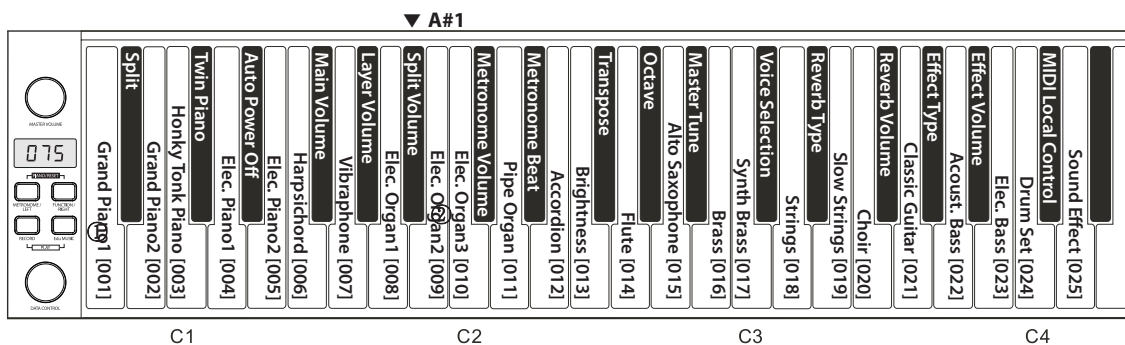 ▼ A#1
MASTER VOLUME
075
PIANO/RESET
METRONOME/
LEFT
FUNCTION/
RIGHT
RECORD
PLAY
DATA CONTROL
Grand Piano1 [001]
①
Split
Grand Piano2 [002]
Honky Tonk Piano [003]
Twin Piano
Elec. Piano1 [004]
Auto Power Off
Elec. Piano2 [005]
Harpsichord [006]
Main Volume
Vibraphone [007]
Layer Volume
Elec. Organ1 [008]
Split Volume
Elec. Organ2 [009]
②
Elec. Organ3 [010]
Metronome Volume
Pipe Organ [011]
Metronome Beat
Accordion [012]
Brightness [013]
Transpose
Flute [014]
Octave
Alto Saxophone [015]
Master Tune
Brass [016]
Synth Brass [017]
Voice Selection
Strings [018]
Reverb Type
Slow Strings [019]
Choir [020]
Reverb Volume
Classic Guitar [021]
Effect Type
Acoust. Bass [022]
Effect Volume
Elec. Bass [023]
Drum Set [024]
MIDI Local Control
Sound Effect [025]
C1
C2
C3
C4